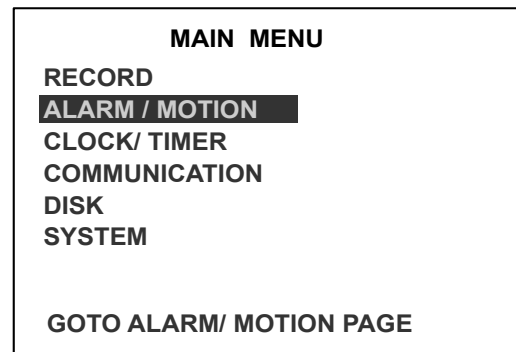 MAIN MENU
RECORD
ALARM / MOTION
CLOCK/ TIMER
COMMUNICATION
DISK
SYSTEM
GOTO ALARM/ MOTION PAGE